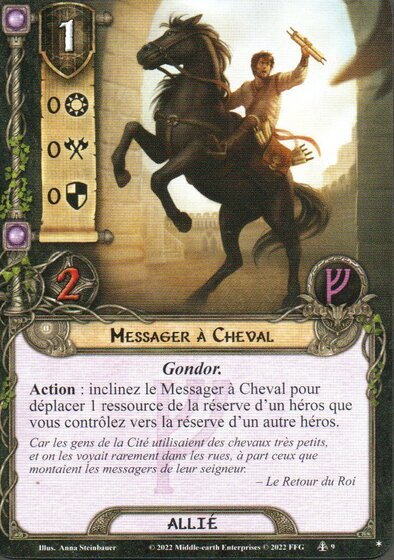 1
0
0
0
2
Messager à Cheval
Gondor.
Action : inclinez le Messager à Cheval pour
déplacer 1 ressource de la réserve d'un héros que
vous contrôlez vers la réserve d'un autre héros.
Car les gens de la Cité utilisaient des chevaux très petits,
et on les voyait rarement dans les rues, à part ceux que
montaient les messagers de leur seigneur.
– Le Retour du Roi
ALLIÉ
Illus. Anna Steinbauer © 2022 Middle-earth Enterprises © 2022 FFG 9